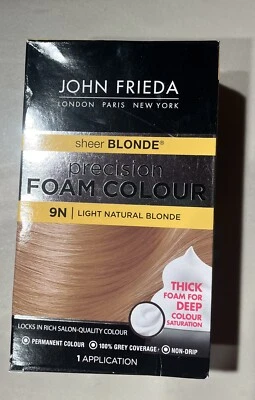 JOHN FRIEDA
LONDON PARIS NEW YORK
sheer BLONDE®
precision
FOAM COLOUR
9N | LIGHT NATURAL BLONDE
THICK
FOAM FOR
DEEP
COLOUR
SATURATION
LOCKS IN RICH SALON-QUALITY COLOUR
• PERMANENT COLOUR • 100% GREY COVERAGE • NON-DRIP
1 APPLICATION